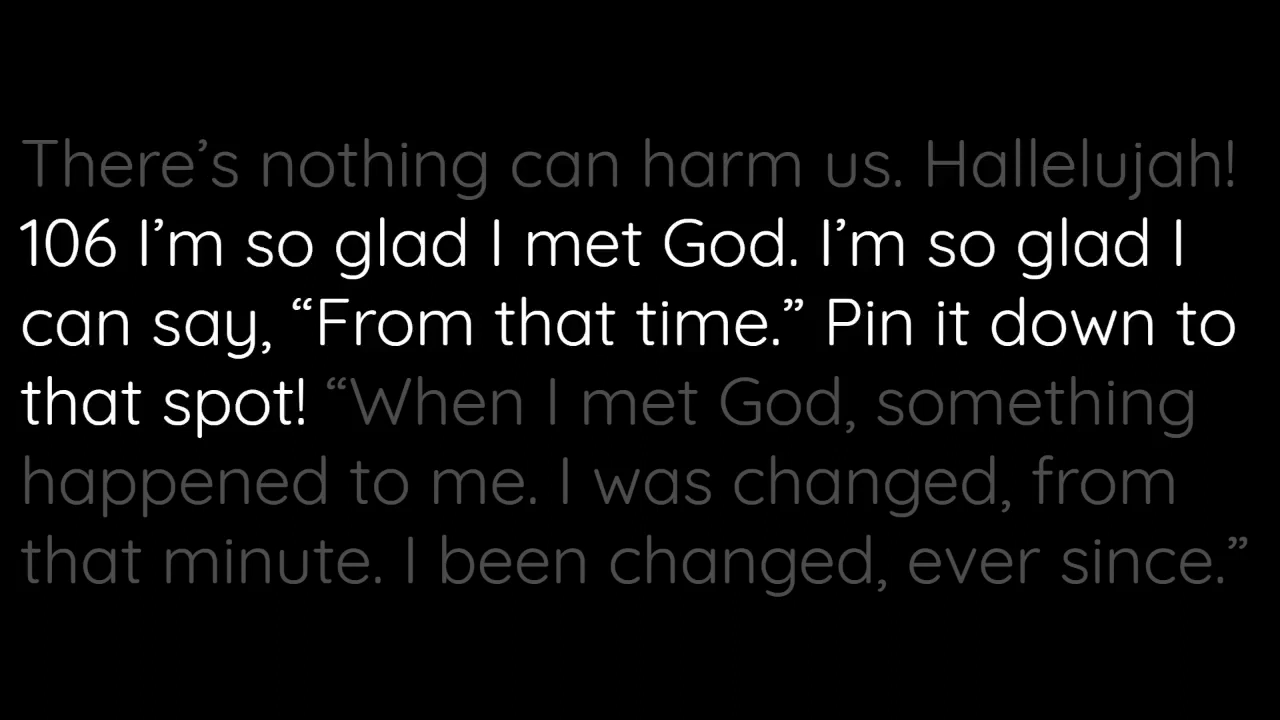 There’s nothing can harm us. Hallelujah!
106 I’m so glad I met God. I’m so glad I
can say, “From that time.” Pin it down to
that spot! “When I met God, something
happened to me. I was changed, from
that minute. I been changed, ever since.”